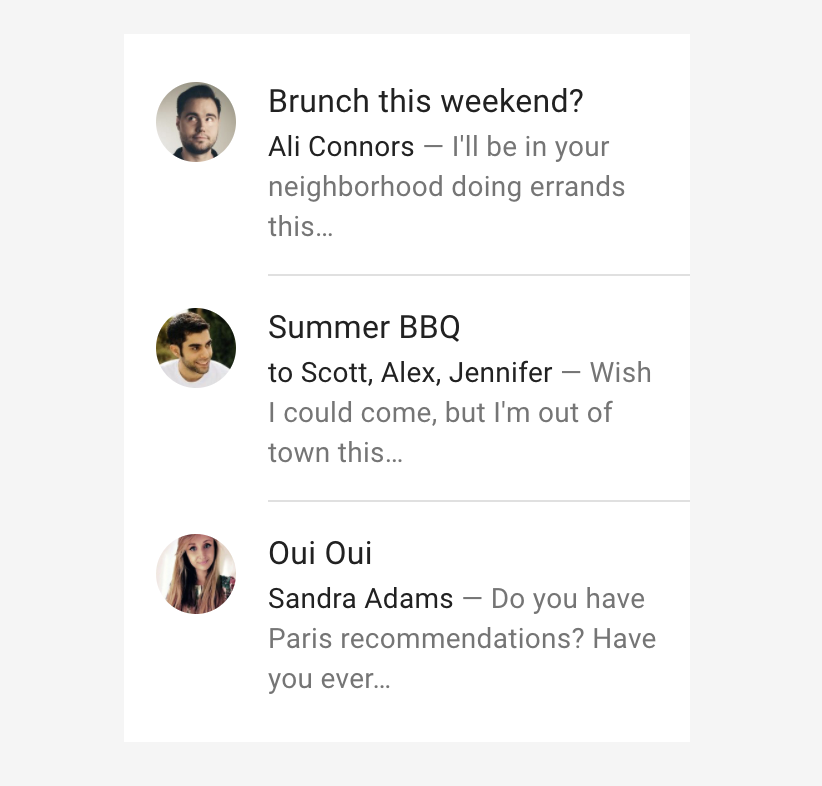 Brunch this weekend?
Ali Connors — I'll be in your
neighborhood doing errands
this…
Summer BBQ
to Scott, Alex, Jennifer — Wish
I could come, but I'm out of
town this…
Oui Oui
Sandra Adams — Do you have
Paris recommendations? Have
you ever…